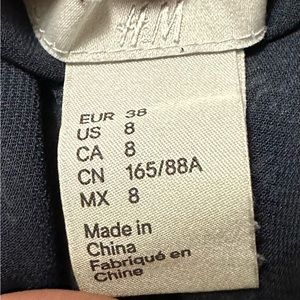 H&M
EUR 38
US 8
CA 8
CN 165/88A
MX 8
Made in
China
Fabriqué en
Chine